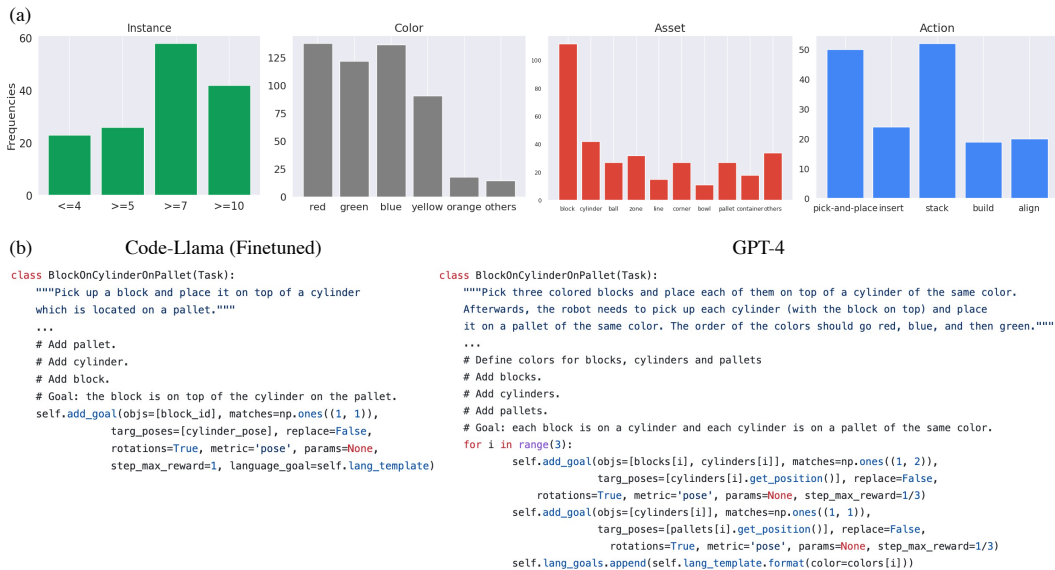 (a)
Instance
Color
Asset
Action
Frequencies
60
40
20
0
<=4 >=5 >=7 >=10
125
100
75
50
25
0
red green blue yellow orange others
100
80
60
40
20
0
block cylinder ball zone line corner bowl pallet container others
50
40
30
20
10
0
pick-and-place insert stack build align
(b)
Code-Llama (Finetuned)
class BlockOnCylinderOnPallet(Task):
"""Pick up a block and place it on top of a cylinder
which is located on a pallet."""
...
# Add pallet.
# Add cylinder.
# Add block.
# Goal: the block is on top of the cylinder on the pallet.
self.add_goal(objs=[block_id], matches=np.ones((1, 1)),
targ_poses=[cylinder_pose], replace=False,
rotations=True, metric='pose', params=None,
step_max_reward=1, language_goal=self.lang_template)
GPT-4
class BlockOnCylinderOnPallet(Task):
"""Pick three colored blocks and place each of them on top of a cylinder of the same color.
Afterwards, the robot needs to pick up each cylinder (with the block on top) and place
it on a pallet of the same color. The order of the colors should go red, blue, and then green."""
...
# Define colors for blocks, cylinders and pallets
# Add blocks.
# Add cylinders.
# Add pallets.
# Goal: each block is on a cylinder and each cylinder is on a pallet of the same color.
for i in range(3):
self.add_goal(objs=[blocks[i], cylinders[i]], matches=np.ones((1, 2)),
targ_poses=[cylinders[i].get_position()], replace=False,
rotations=True, metric='pose', params=None, step_max_reward=1/3)
self.add_goal(objs=[cylinders[i]], matches=np.ones((1, 1)),
targ_poses=[pallets[i].get_position()], replace=False,
rotations=True, metric='pose', params=None, step_max_reward=1/3)
self.lang_goals.append(self.lang_template.format(color=colors[i]))